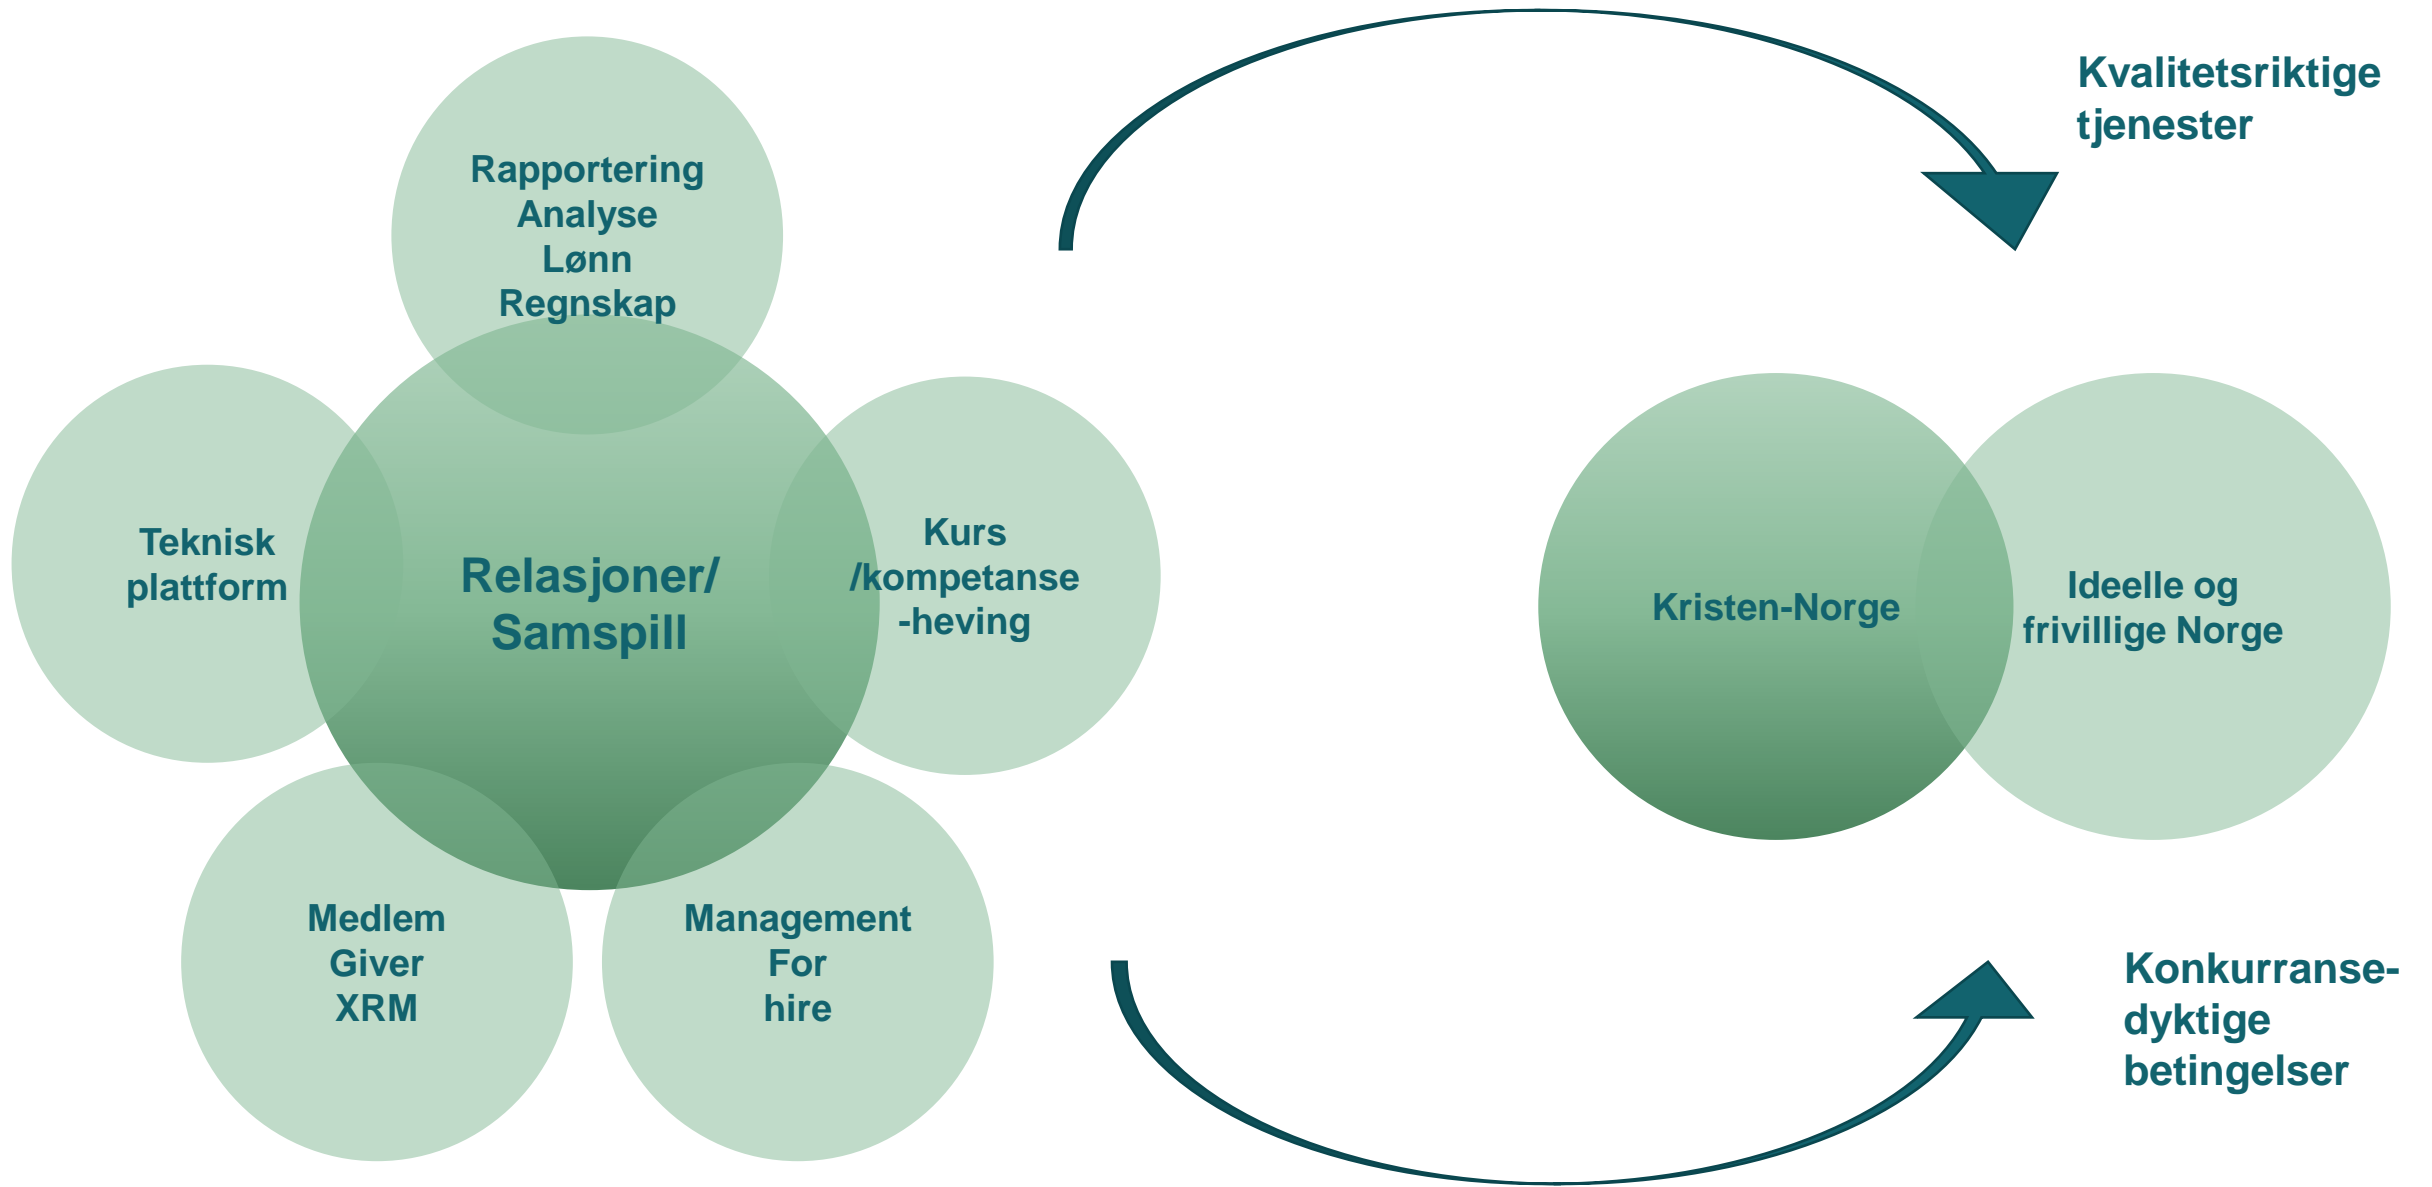 Kvalitetsriktige
tjenester
Rapportering
Analyse
Lønn
Regnskap
Teknisk
plattform
Relasjoner/
Samspill
Kurs
/kompetanse
-heving
Kristen-Norge
Ideelle og
frivillige Norge
Medlem
Giver
XRM
Management
For
hire
Konkurranse-
dyktige
betingelser